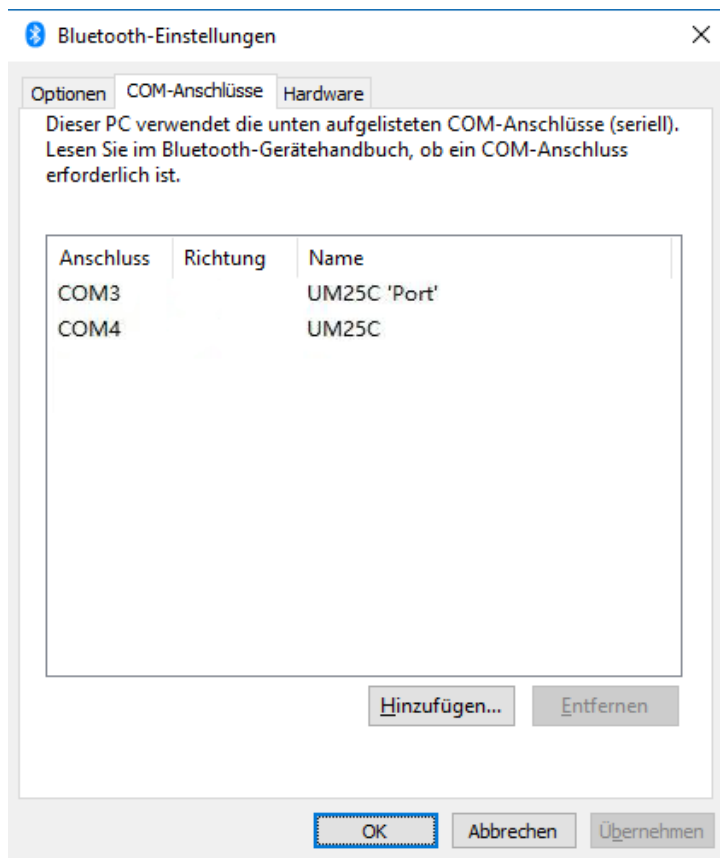 Bluetooth-Einstellungen
Optionen COM-Anschlüsse Hardware
Dieser PC verwendet die unten aufgelisteten COM-Anschlüsse (seriell).
Lesen Sie im Bluetooth-Gerätehandbuch, ob ein COM-Anschluss
erforderlich ist.
Anschluss Richtung Name
COM3 UM25C 'Port'
COM4 UM25C
Hinzufügen... Entfernen
OK Abbrechen Übernehmen